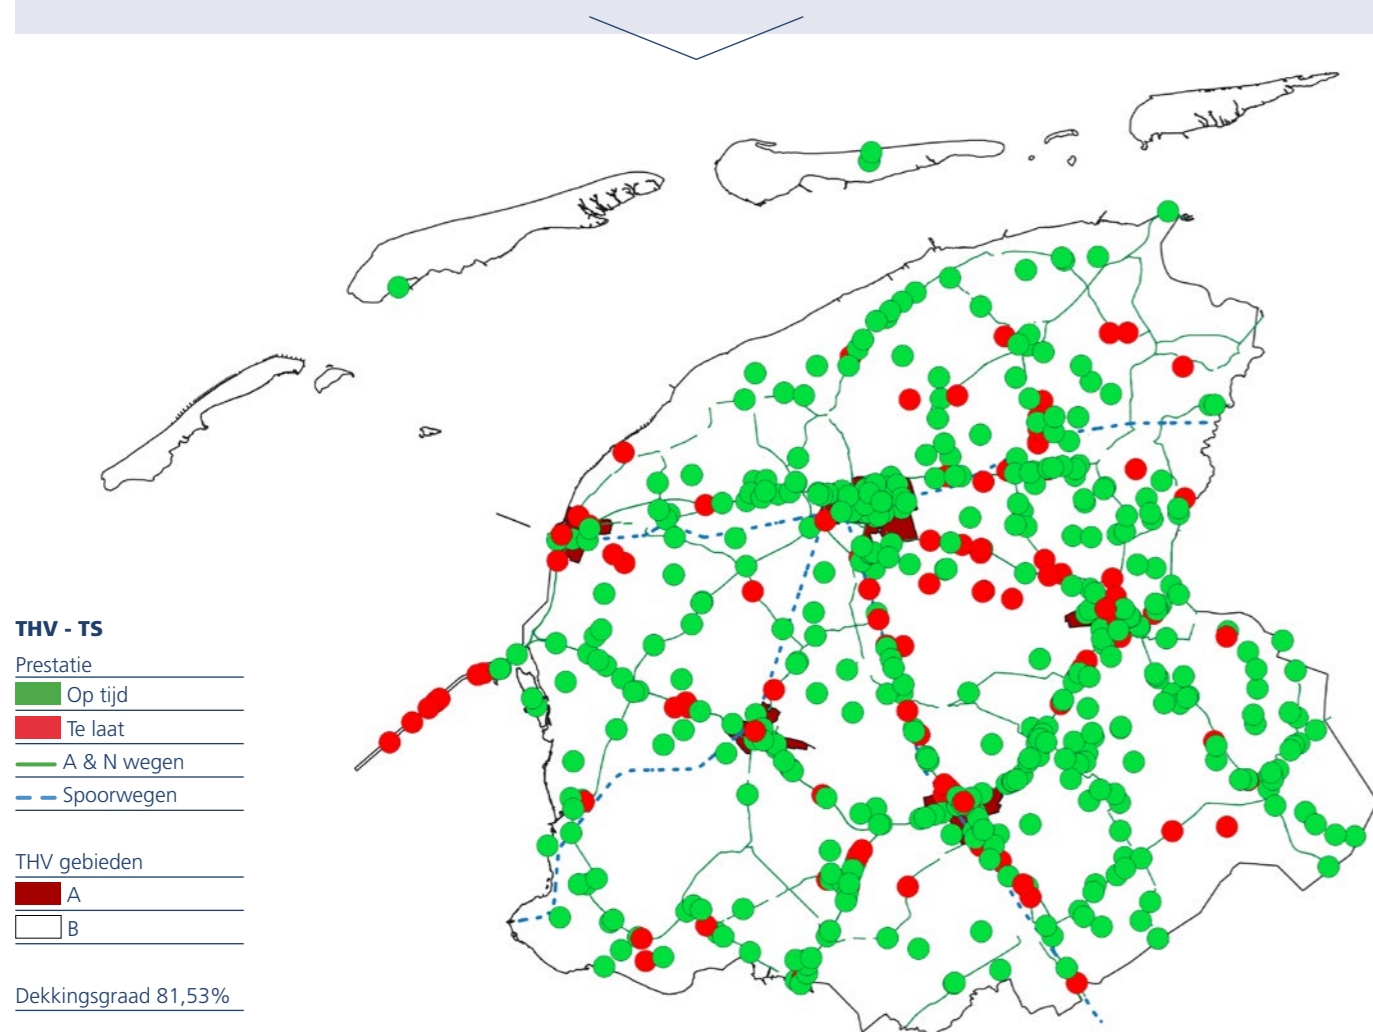 THV - TS
Prestatie
Op tijd
Te laat
A & N wegen
Spoorwegen
THV gebieden
A
B
Dekkingsgraad 81,53%